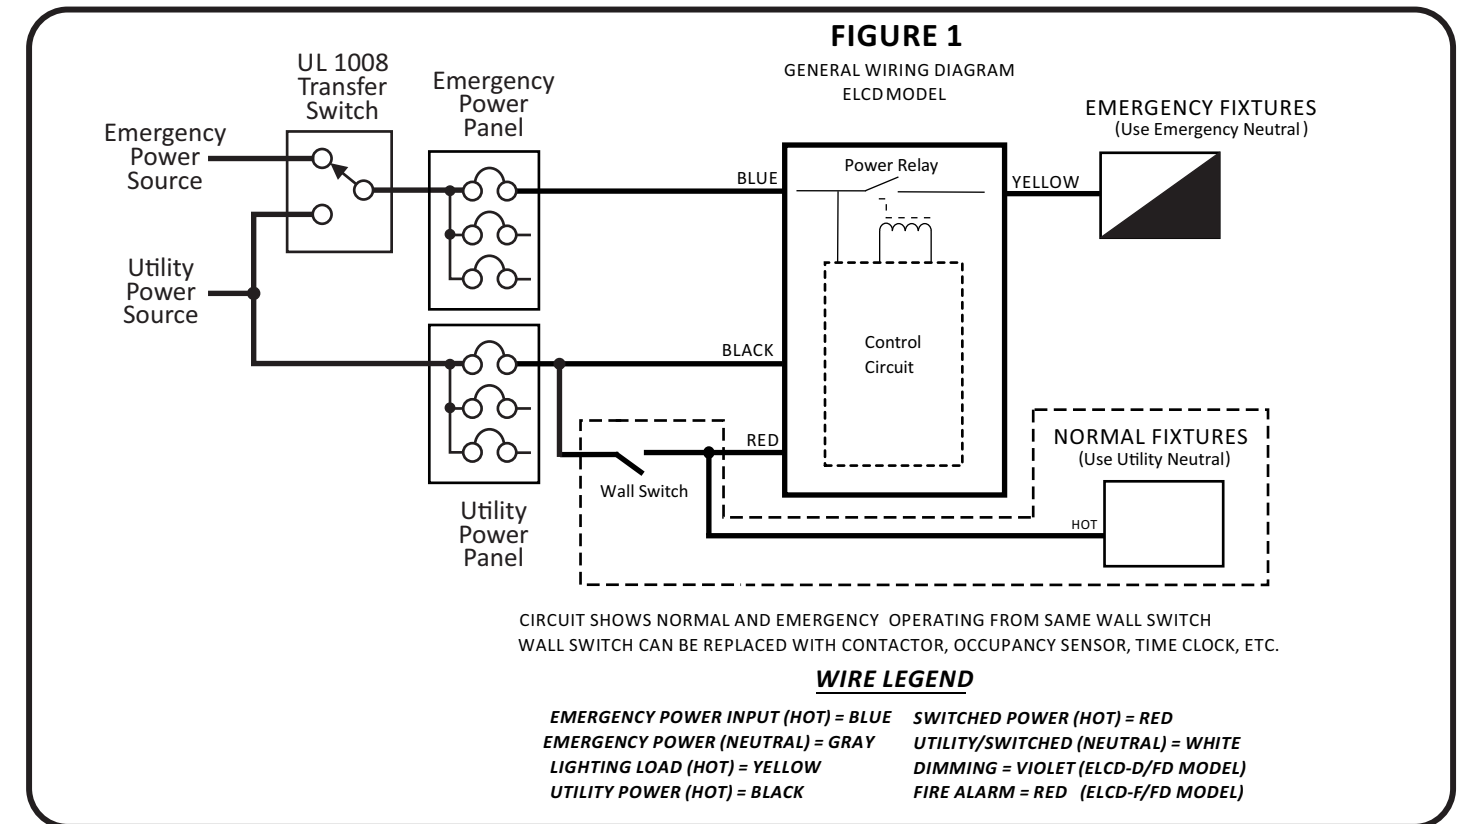 FIGURE 1
GENERAL WIRING DIAGRAM
ELCD MODEL
UL 1008
Transfer
Switch
Emergency
Power
Panel
Emergency
Power
Source
Utility
Power
Source
BLUE
Power Relay
YELLOW
EMERGENCY FIXTURES
(Use Emergency Neutral)
BLACK
Control
Circuit
RED
Wall Switch
NORMAL FIXTURES
(Use Utility Neutral)
HOT
Utility
Power
Panel
CIRCUIT SHOWS NORMAL AND EMERGENCY OPERATING FROM SAME WALL SWITCH
WALL SWITCH CAN BE REPLACED WITH CONTACTOR, OCCUPANCY SENSOR, TIME CLOCK, ETC.
WIRE LEGEND
EMERGENCY POWER INPUT (HOT) = BLUE
EMERGENCY POWER (NEUTRAL) = GRAY
LIGHTING LOAD (HOT) = YELLOW
UTILITY POWER (HOT) = BLACK
SWITCHED POWER (HOT) = RED
UTILITY/SWITCHED (NEUTRAL) = WHITE
DIMMING = VIOLET (ELCD-D/FD MODEL)
FIRE ALARM = RED (ELCD-F/FD MODEL)